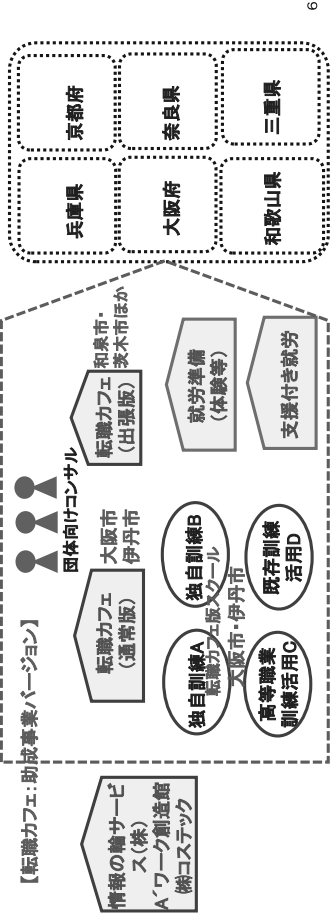 【転職カフェ：助成事業バージョン】
情報の輪サービ
ス（株）
A´ワーク創造館
㈱コステック
団体向けコンサル
転職カフェ
（通常版）
大阪市
伊丹市
転職カフェ
（出張版）
和泉市・
茨木市ほか
独自訓練A
独自訓練B
転職カフェ版スクール
大阪市・伊丹市
高等職業
訓練活用C
既存訓練
活用D
就労準備
（体験等）
支援付き就労
兵庫県
京都府
大阪府
奈良県
和歌山県
三重県
6